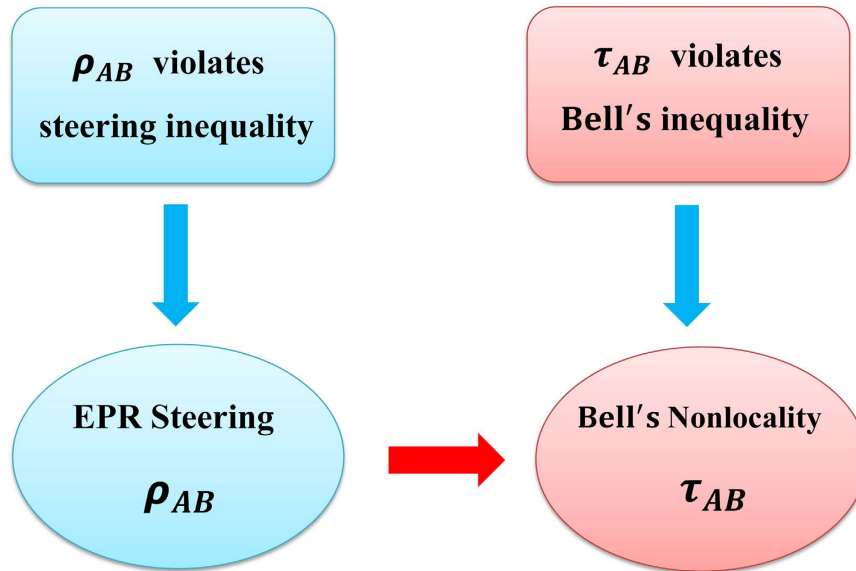 ρAB violates
steering inequality
τAB violates
Bell's inequality
EPR Steering
ρAB
Bell's Nonlocality
τAB